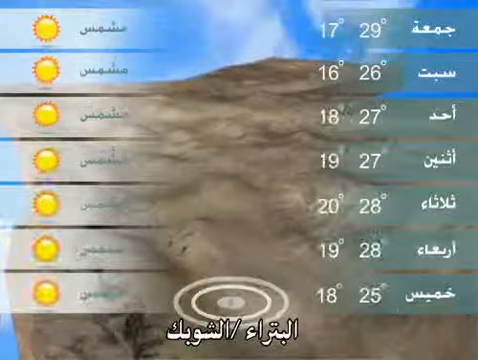 جمعة 29° 17° مشمس
سبت 26° 16° مشمس
أحد 27° 18° مشمس
أثنين 27° 19° مشمس
ثلاثاء 28° 20° مشمس
أربعاء 28 19° مشمس
خميس 25° 18° مشمس
البتراء /الشوبك